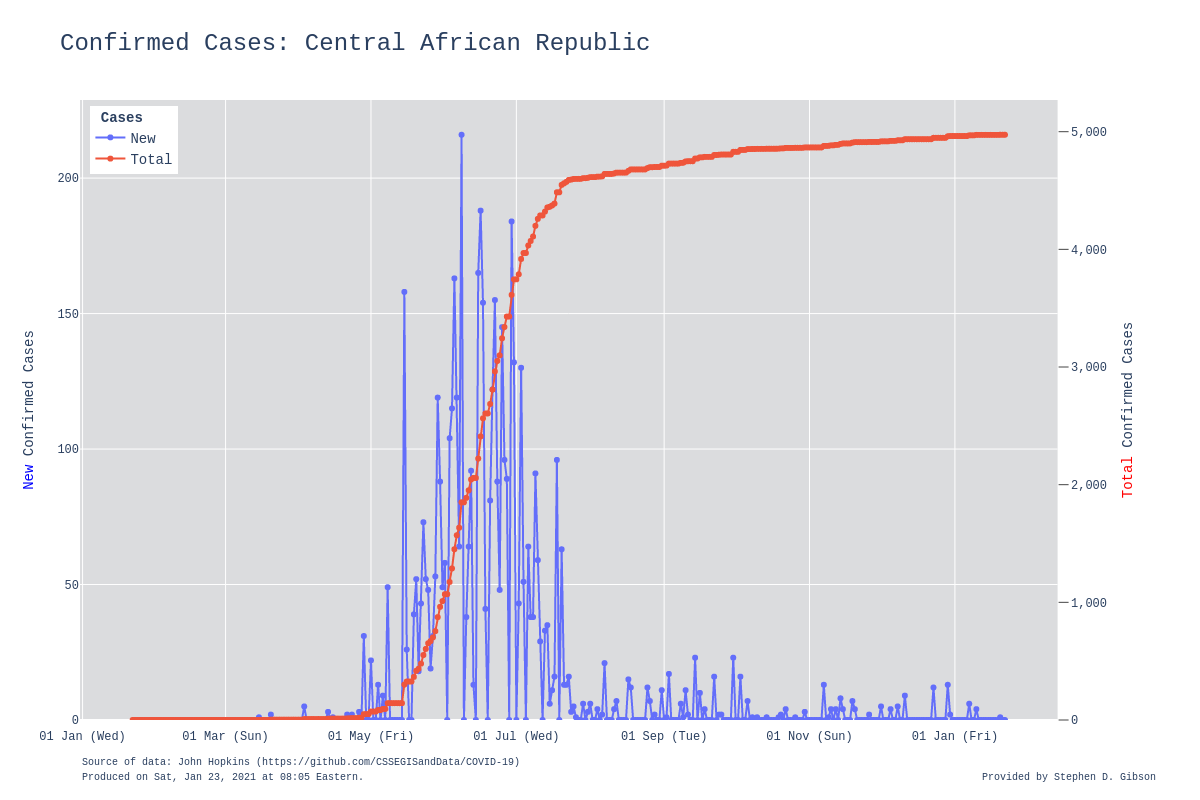 Confirmed Cases: Central African Republic
Cases
New
Total
200
150
100
50
0
New Confirmed Cases
5,000
4,000
3,000
2,000
1,000
0
Total Confirmed Cases
01 Jan (Wed)
01 Mar (Sun)
01 May (Fri)
01 Jul (Wed)
01 Sep (Tue)
01 Nov (Sun)
01 Jan (Fri)
Source of data: John Hopkins (https://github.com/CSSEGISandData/COVID-19)
Produced on Sat, Jan 23, 2021 at 08:05 Eastern.
Provided by Stephen D. Gibson